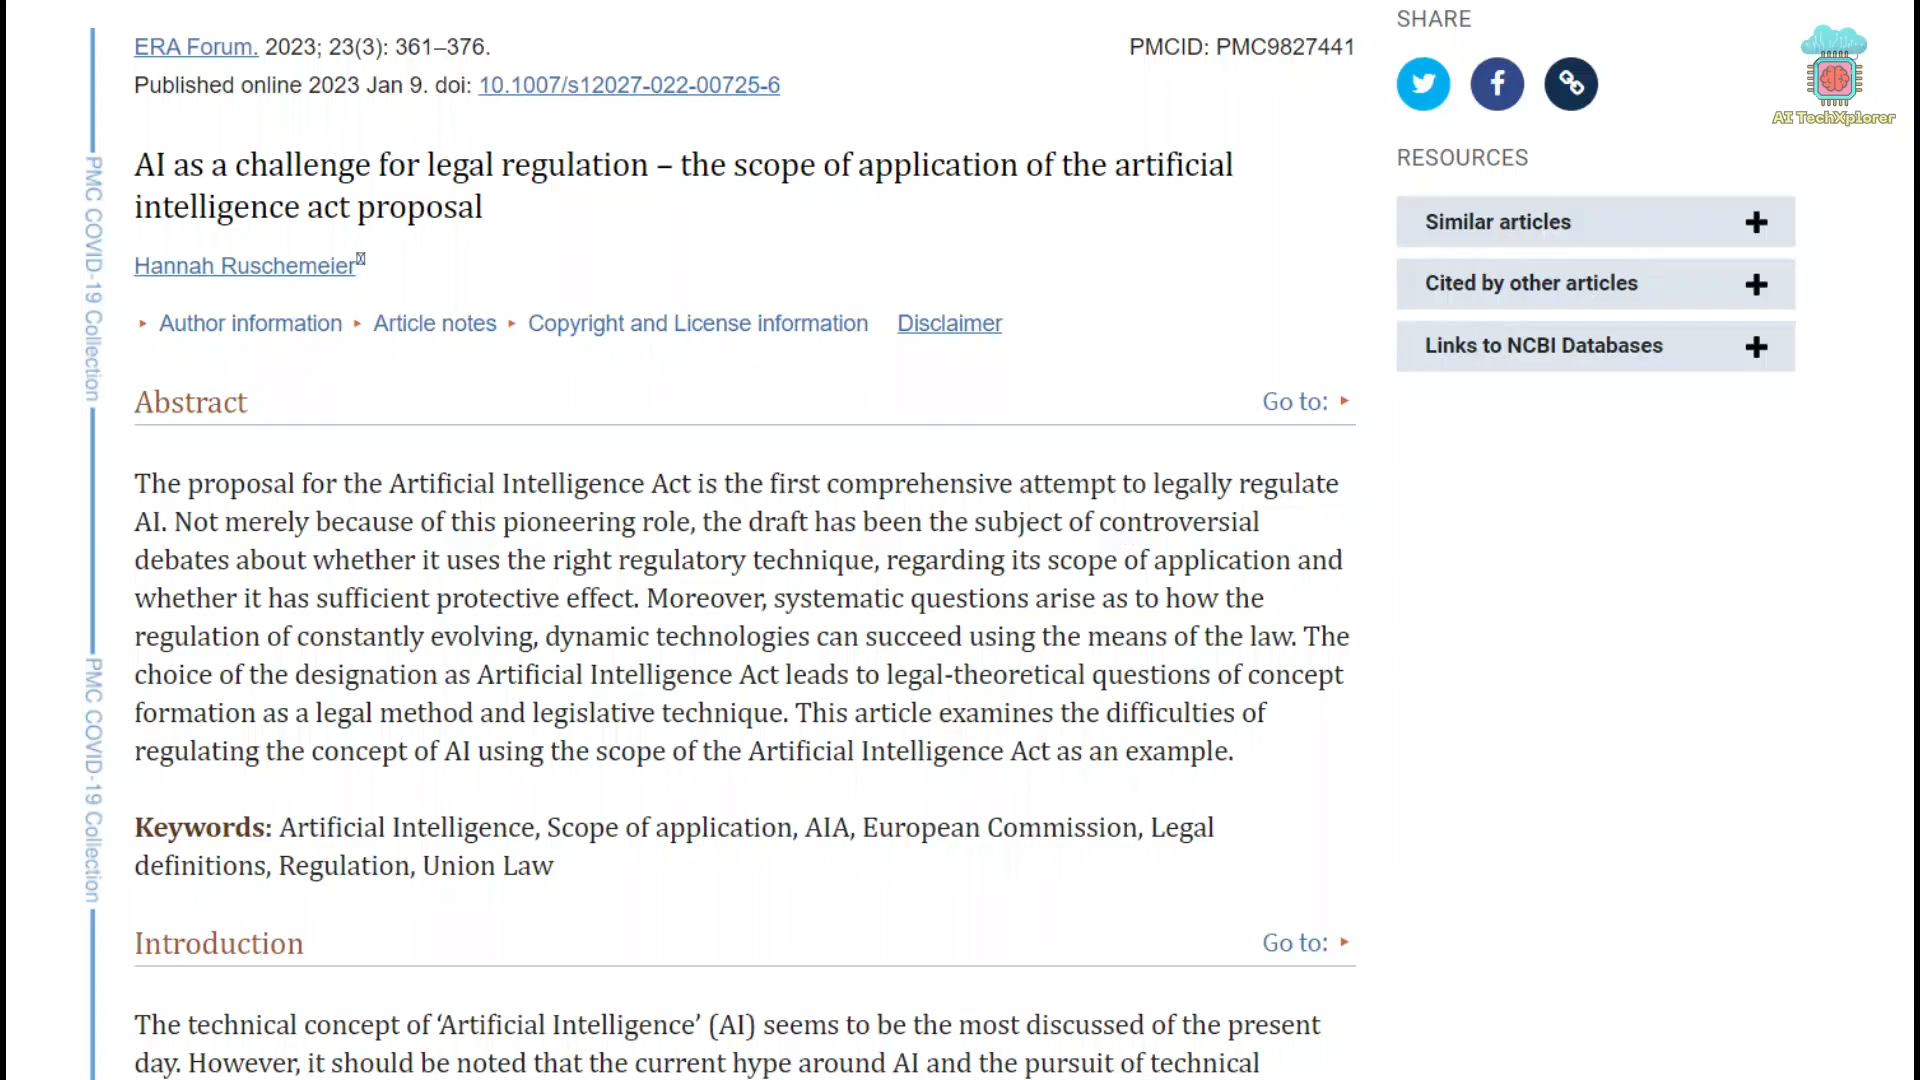 ERA Forum. 2023; 23(3): 361–376.
PMCID: PMC9827441
Published online 2023 Jan 9. doi: 10.1007/s12027-022-00725-6
AI as a challenge for legal regulation – the scope of application of the artificial
intelligence act proposal
Hannah Ruschemeier
Author information
Article notes
Copyright and License information
Disclaimer
Abstract
Go to:
The proposal for the Artificial Intelligence Act is the first comprehensive attempt to legally regulate
AI. Not merely because of this pioneering role, the draft has been the subject of controversial
debates about whether it uses the right regulatory technique, regarding its scope of application and
whether it has sufficient protective effect. Moreover, systematic questions arise as to how the
regulation of constantly evolving, dynamic technologies can succeed using the means of the law. The
choice of the designation as Artificial Intelligence Act leads to legal-theoretical questions of concept
formation as a legal method and legislative technique. This article examines the difficulties of
regulating the concept of AI using the scope of the Artificial Intelligence Act as an example.
Keywords: Artificial Intelligence, Scope of application, AIA, European Commission, Legal
definitions, Regulation, Union Law
Introduction
Go to:
The technical concept of ‘Artificial Intelligence’ (AI) seems to be the most discussed of the present
day. However, it should be noted that the current hype around AI and the pursuit of technical
PMC COVID-19 Collection
PMC COVID-19 Collection
SHARE
RESOURCES
Similar articles
Cited by other articles
Links to NCBI Databases
AI TechXplorer